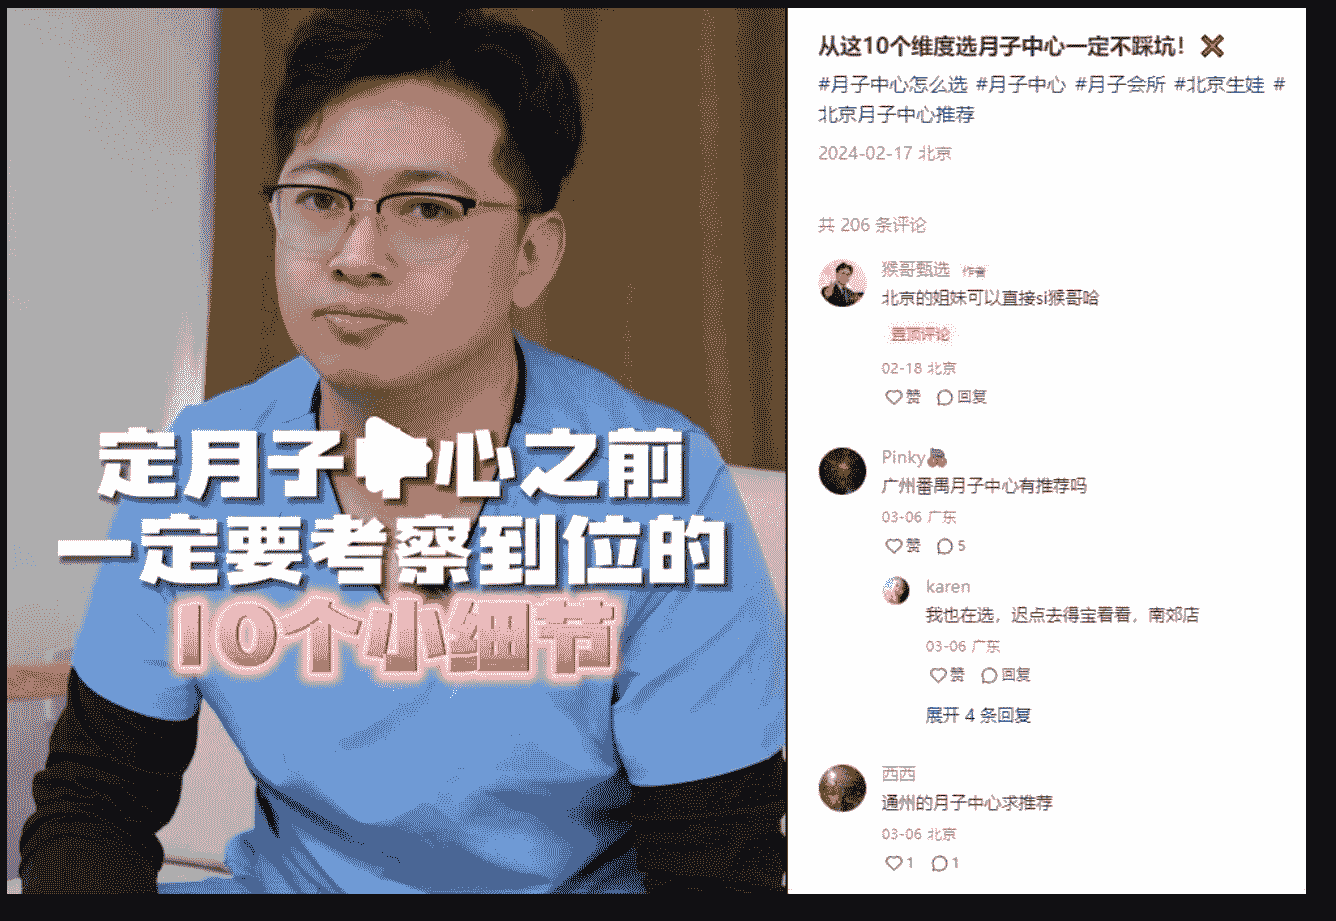 定月子中心之前
一定要考察到位的
10个小细节
从这10个维度选月子中心一定不踩坑！
#月子中心怎么选 #月子中心 #月子会所 #北京生娃 #
北京月子中心推荐
2024-02-17 北京
共 206 条评论
猴哥甄选 作者
北京的姐妹可以直接si猴哥哈
置顶评论
02-18 北京
赞 回复
Pinky
广州番禺月子中心有推荐吗
03-06 广东
赞 5
karen
我也在选，迟点去得宝看看，南郊店
03-06 广东
赞 回复
展开 4 条回复
西西
通州的月子中心求推荐
03-06 北京
1 1